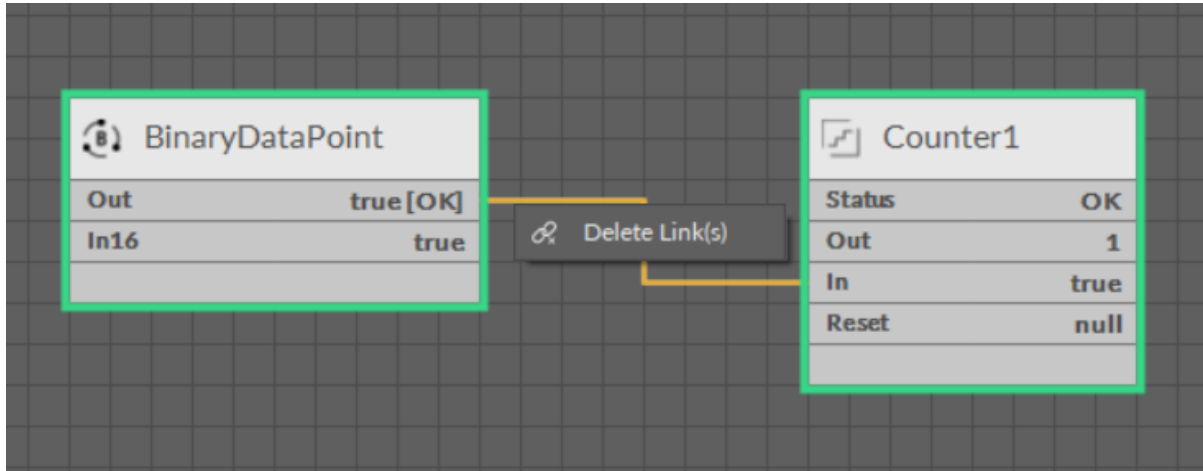 BinaryDataPoint
Out true [OK]
In16 true
Delete Link(s)
Counter1
Status OK
Out 1
In true
Reset null